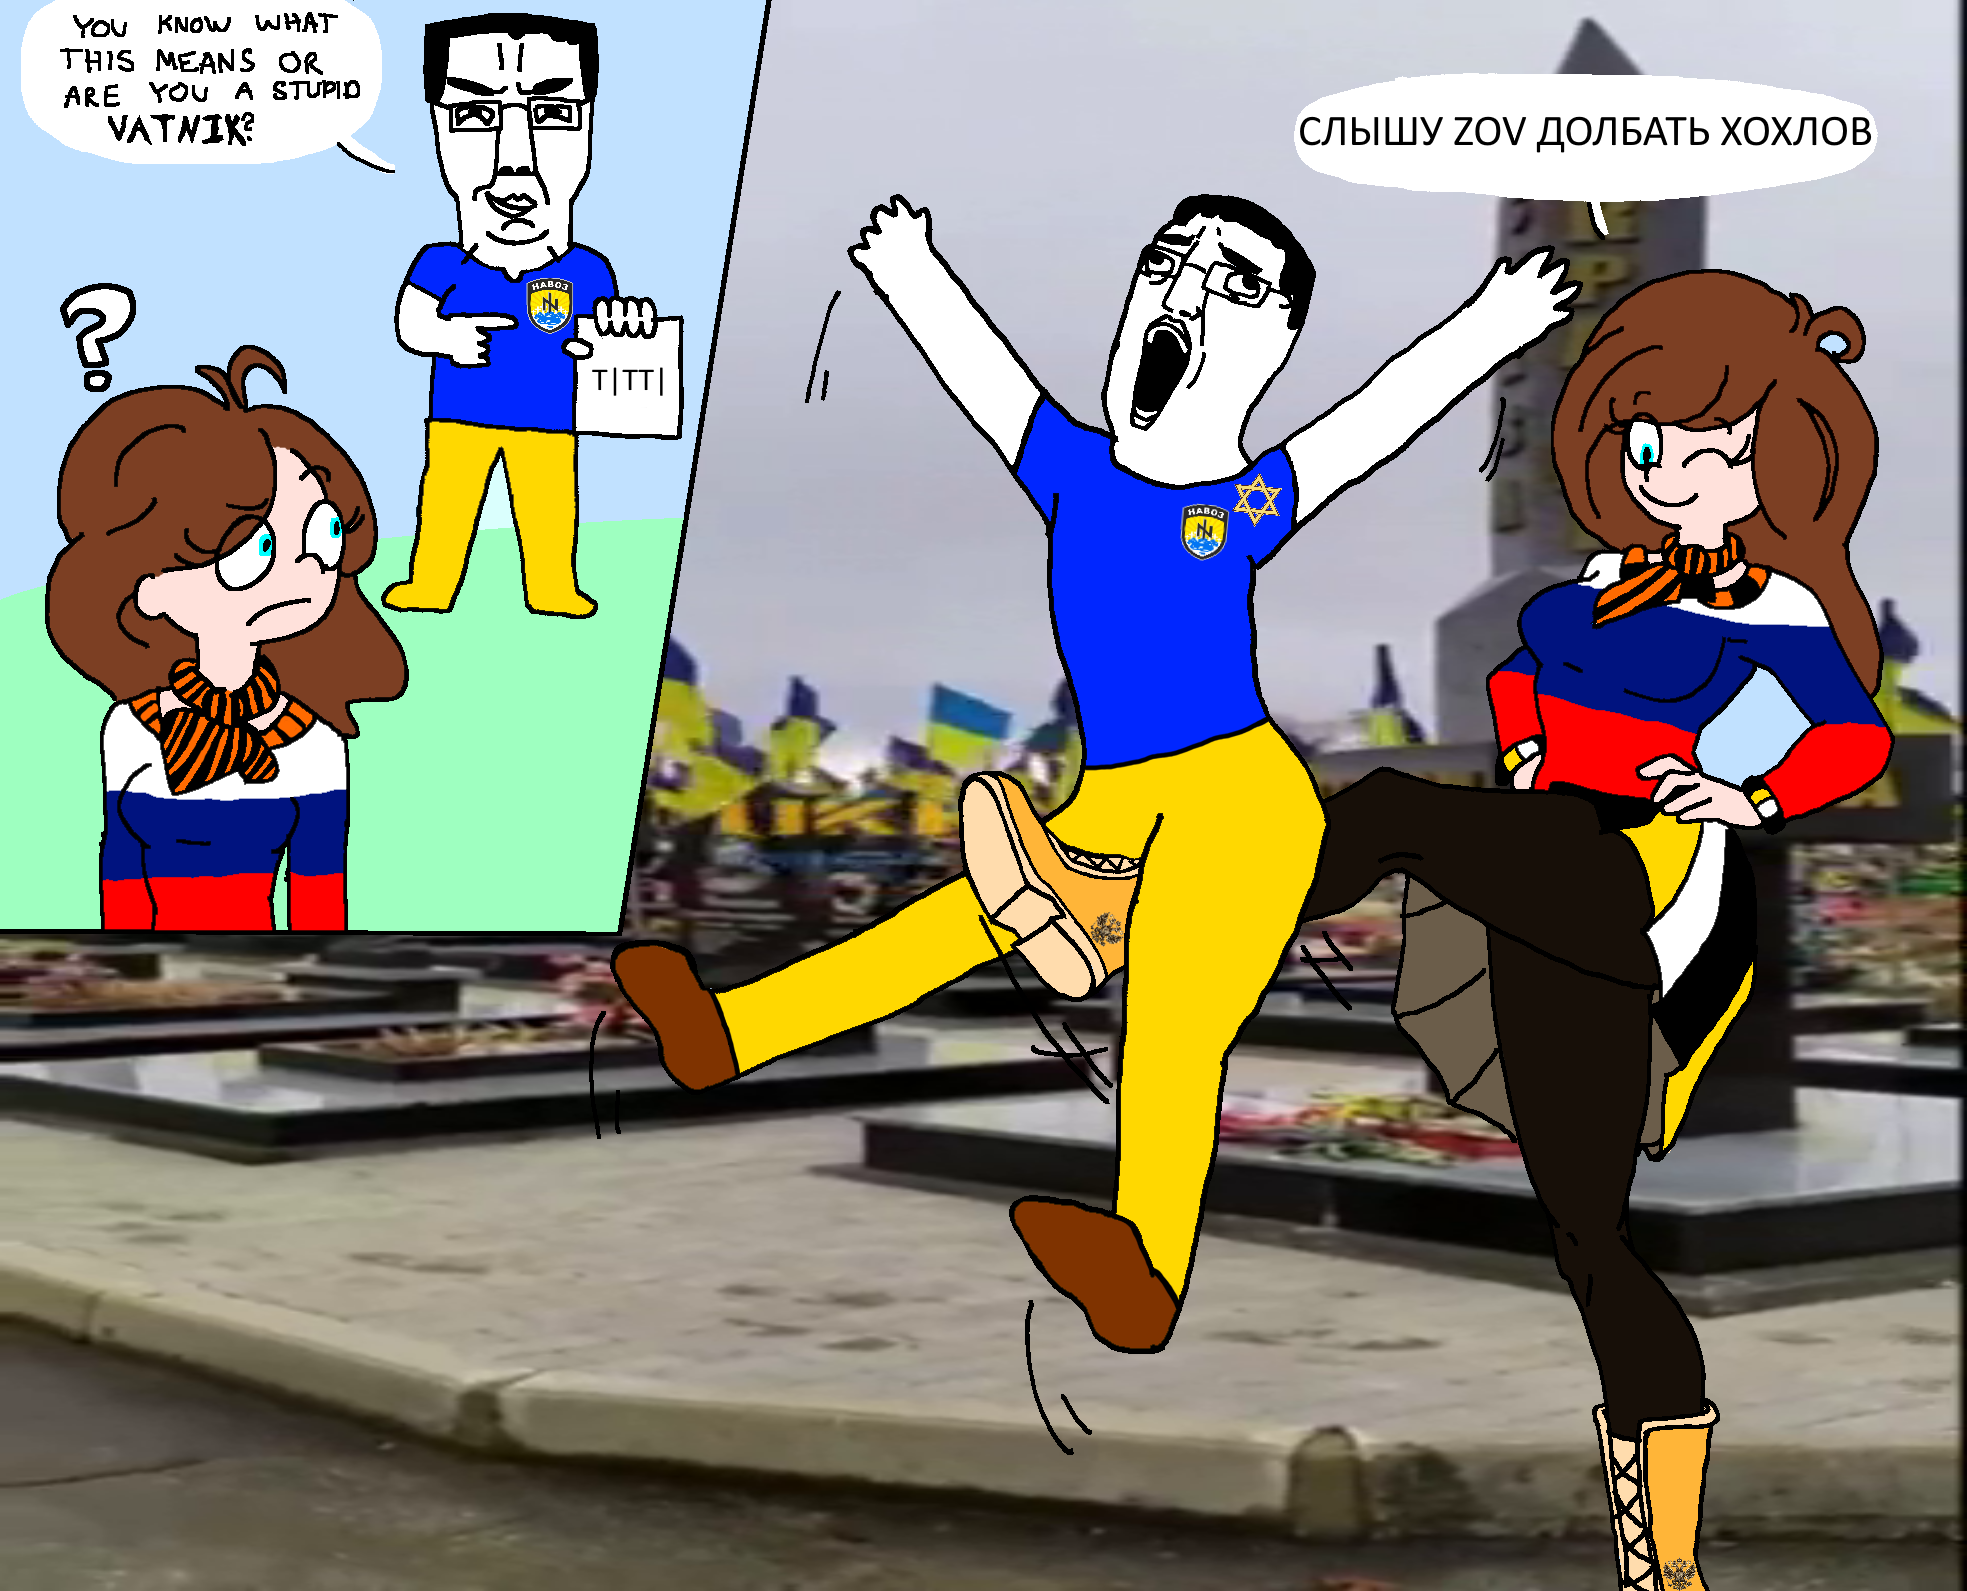 YOU KNOW WHAT
THIS MEANS OR
ARE YOU A STUPID
VATNIK?
НАВОЗ
T|TT|
СЛЫШУ ZOV ДОЛБАТЬ ХОХЛОВ
НАВОЗ